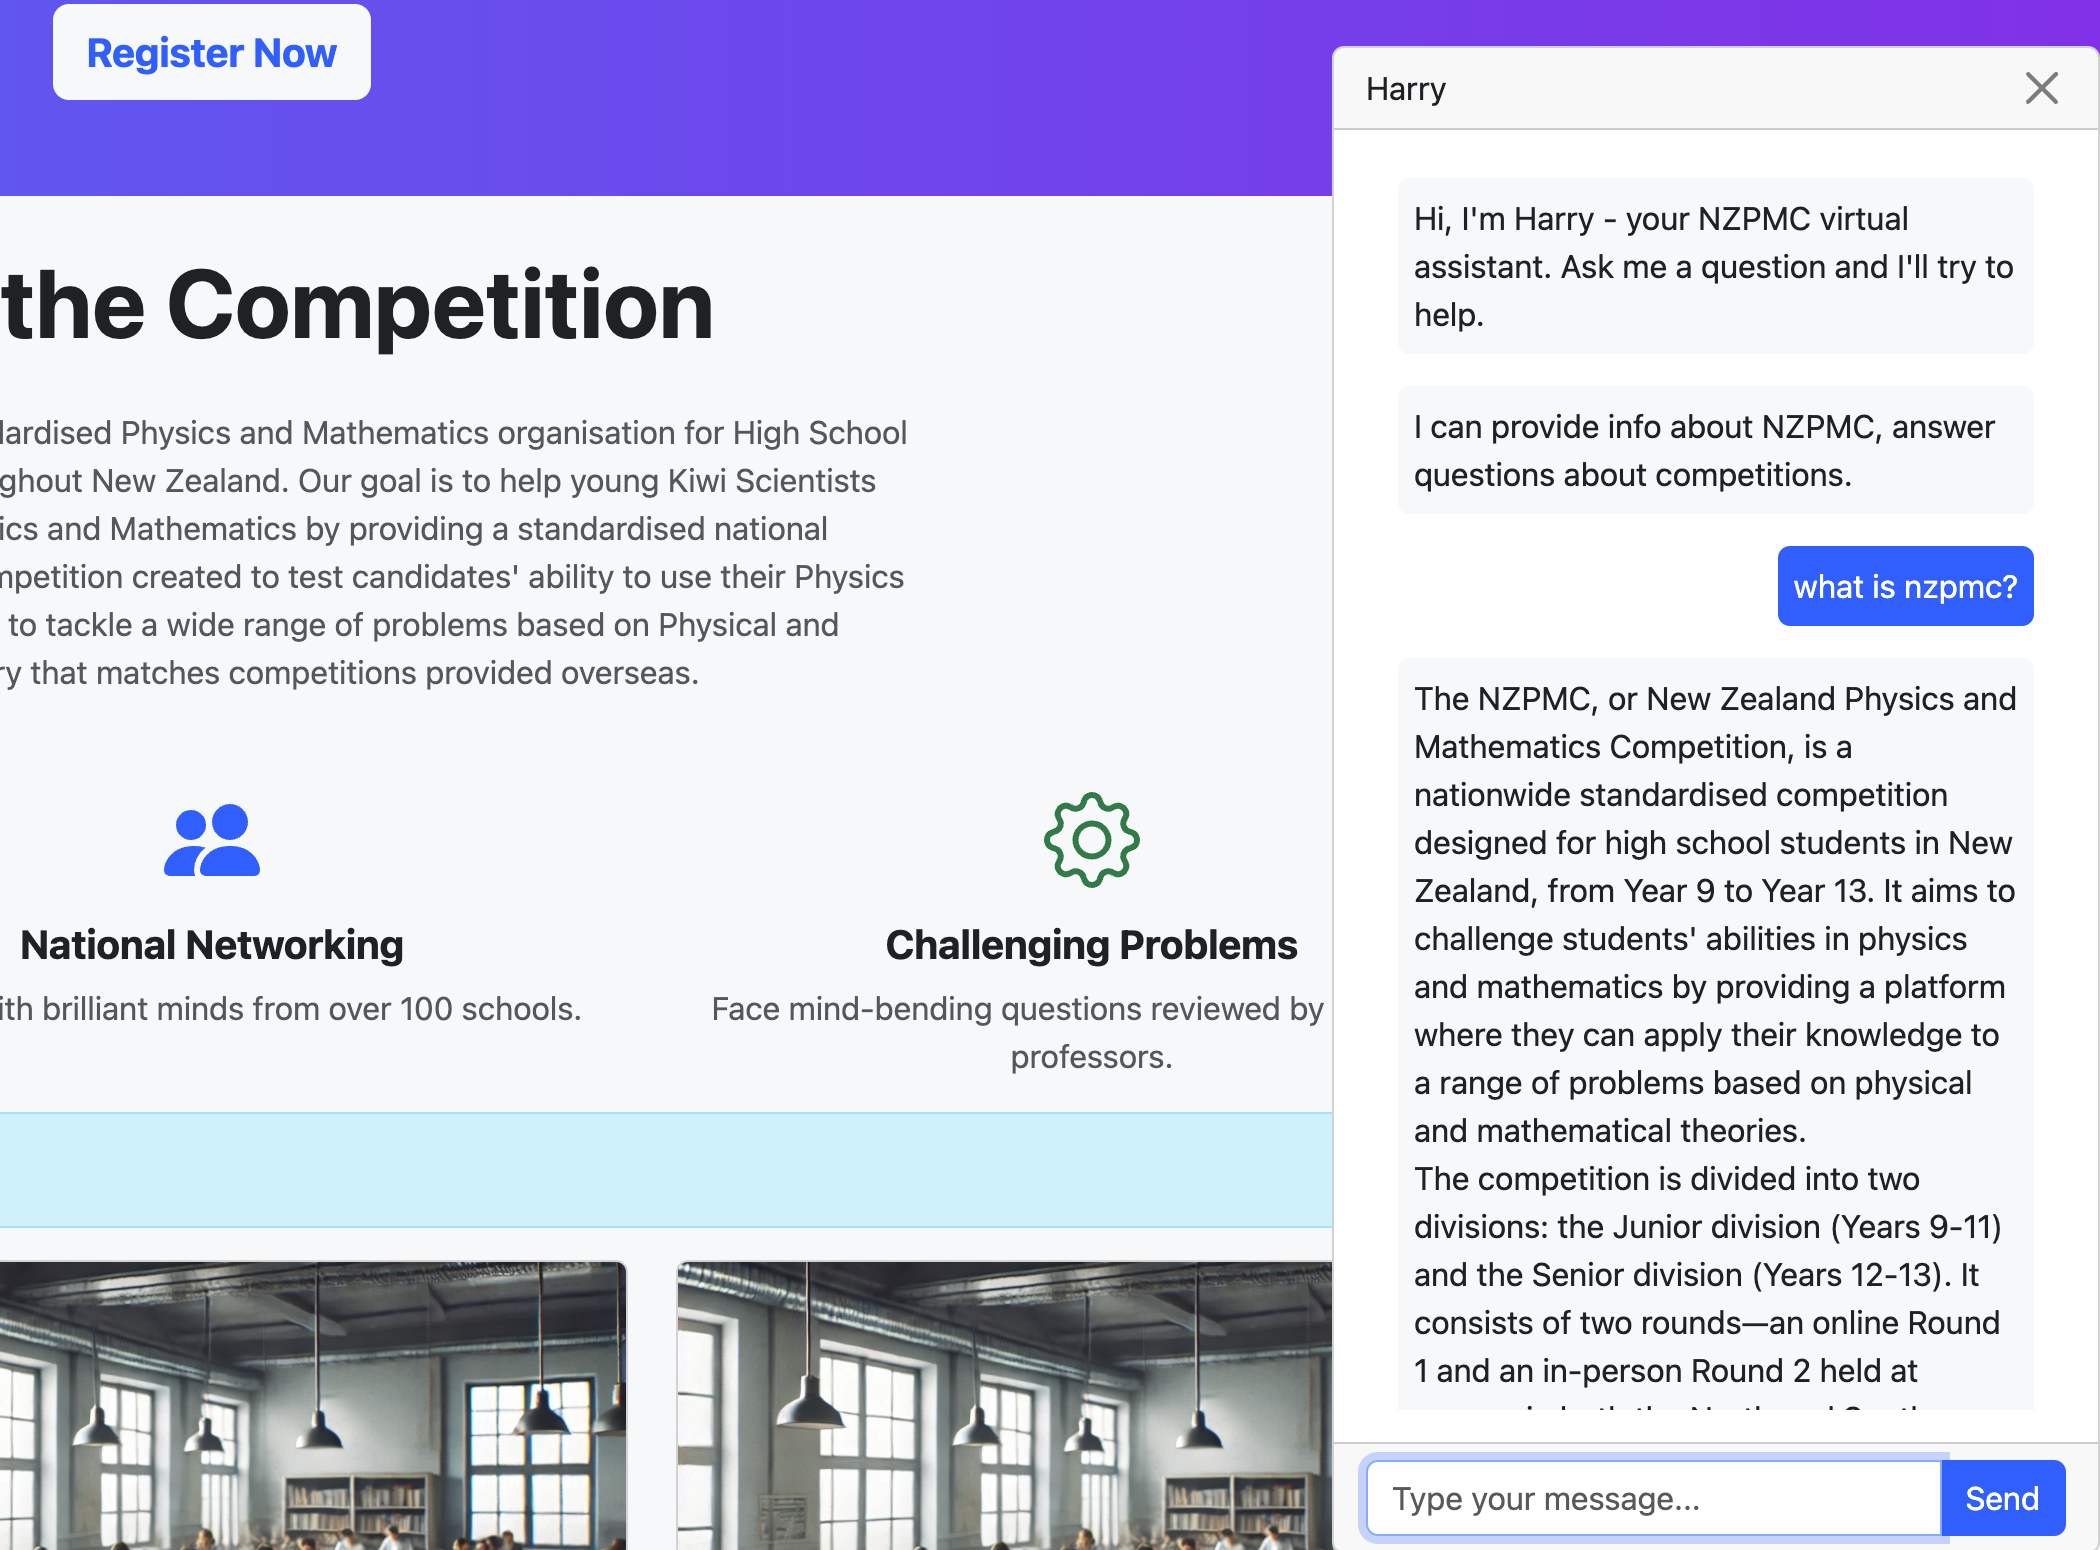 Register Now
the Competition
ardised Physics and Mathematics organisation for High School
ghout New Zealand. Our goal is to help young Kiwi Scientists
ics and Mathematics by providing a standardised national
mpetition created to test candidates' ability to use their Physics
to tackle a wide range of problems based on Physical and
ry that matches competitions provided overseas.
National Networking
ith brilliant minds from over 100 schools.
Challenging Problems
Face mind-bending questions reviewed by
professors.
Harry
Hi, I'm Harry - your NZPMC virtual
assistant. Ask me a question and I'll try to
help.
I can provide info about NZPMC, answer
questions about competitions.
what is nzpmc?
The NZPMC, or New Zealand Physics and
Mathematics Competition, is a
nationwide standardised competition
designed for high school students in New
Zealand, from Year 9 to Year 13. It aims to
challenge students' abilities in physics
and mathematics by providing a platform
where they can apply their knowledge to
a range of problems based on physical
and mathematical theories.
The competition is divided into two
divisions: the Junior division (Years 9-11)
and the Senior division (Years 12-13). It
consists of two rounds—an online Round
1 and an in-person Round 2 held at
Type your message...
Send